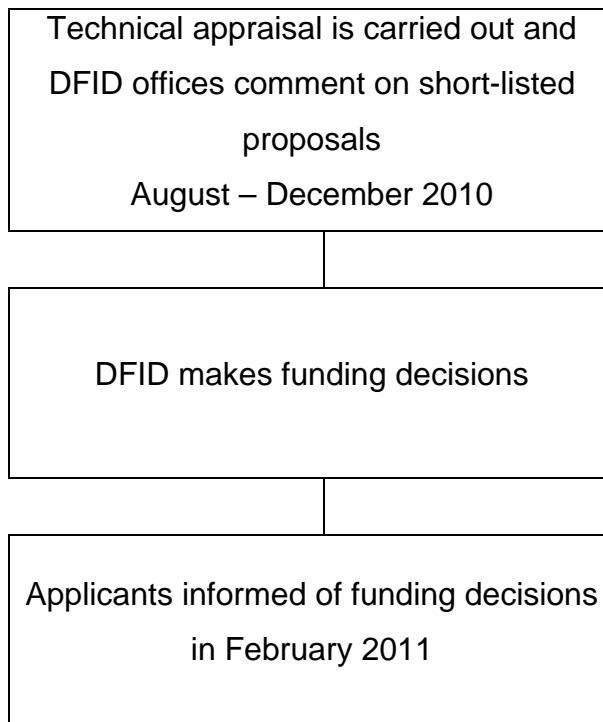 Technical appraisal is carried out and
DFID offices comment on short-listed
proposals
August – December 2010
DFID makes funding decisions
Applicants informed of funding decisions
in February 2011